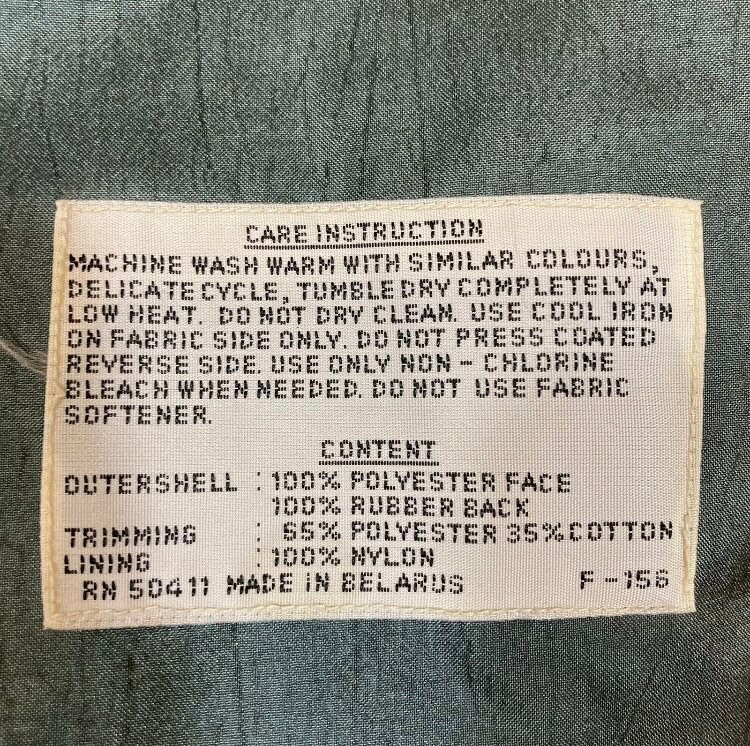 CARE INSTRUCTION
MACHINE WASH WARM WITH SIMILAR COLOURS,
DELICATE CYCLE, TUMBLE DRY COMPLETELY AT
LOW HEAT. DO NOT DRY CLEAN. USE COOL IRON
ON FABRIC SIDE ONLY. DO NOT PRESS COATED
REVERSE SIDE. USE ONLY NON - CHLORINE
BLEACH WHEN NEEDED. DO NOT USE FABRIC
SOFTENER.
CONTENT
OUTERSHELL : 100% POLYESTER FACE
100% RUBBER BACK
TRIMMING : 65% POLYESTER 35% COTTON
LINING : 100% NYLON
RN 50411 MADE IN BELARUS F - 156